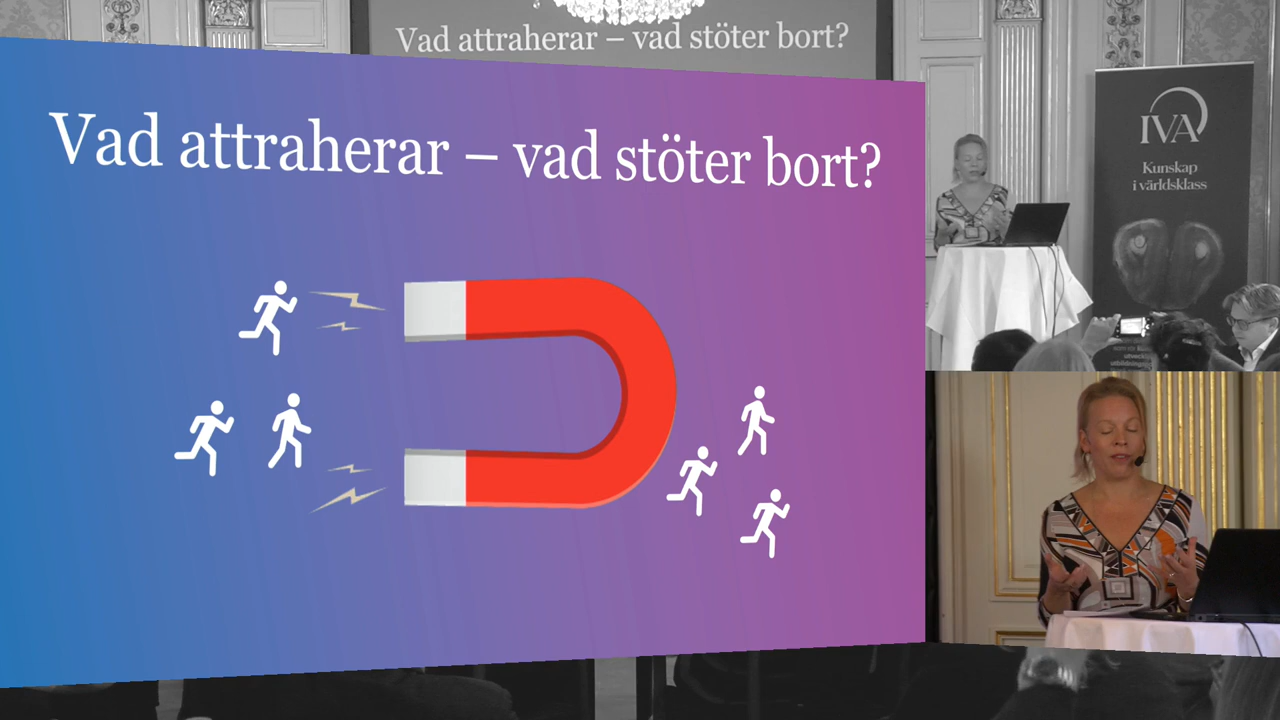 Vad attraherar – vad stöter bort?
Vad attraherar – vad stöter bort?
IVA
Kunskap
i världsklass